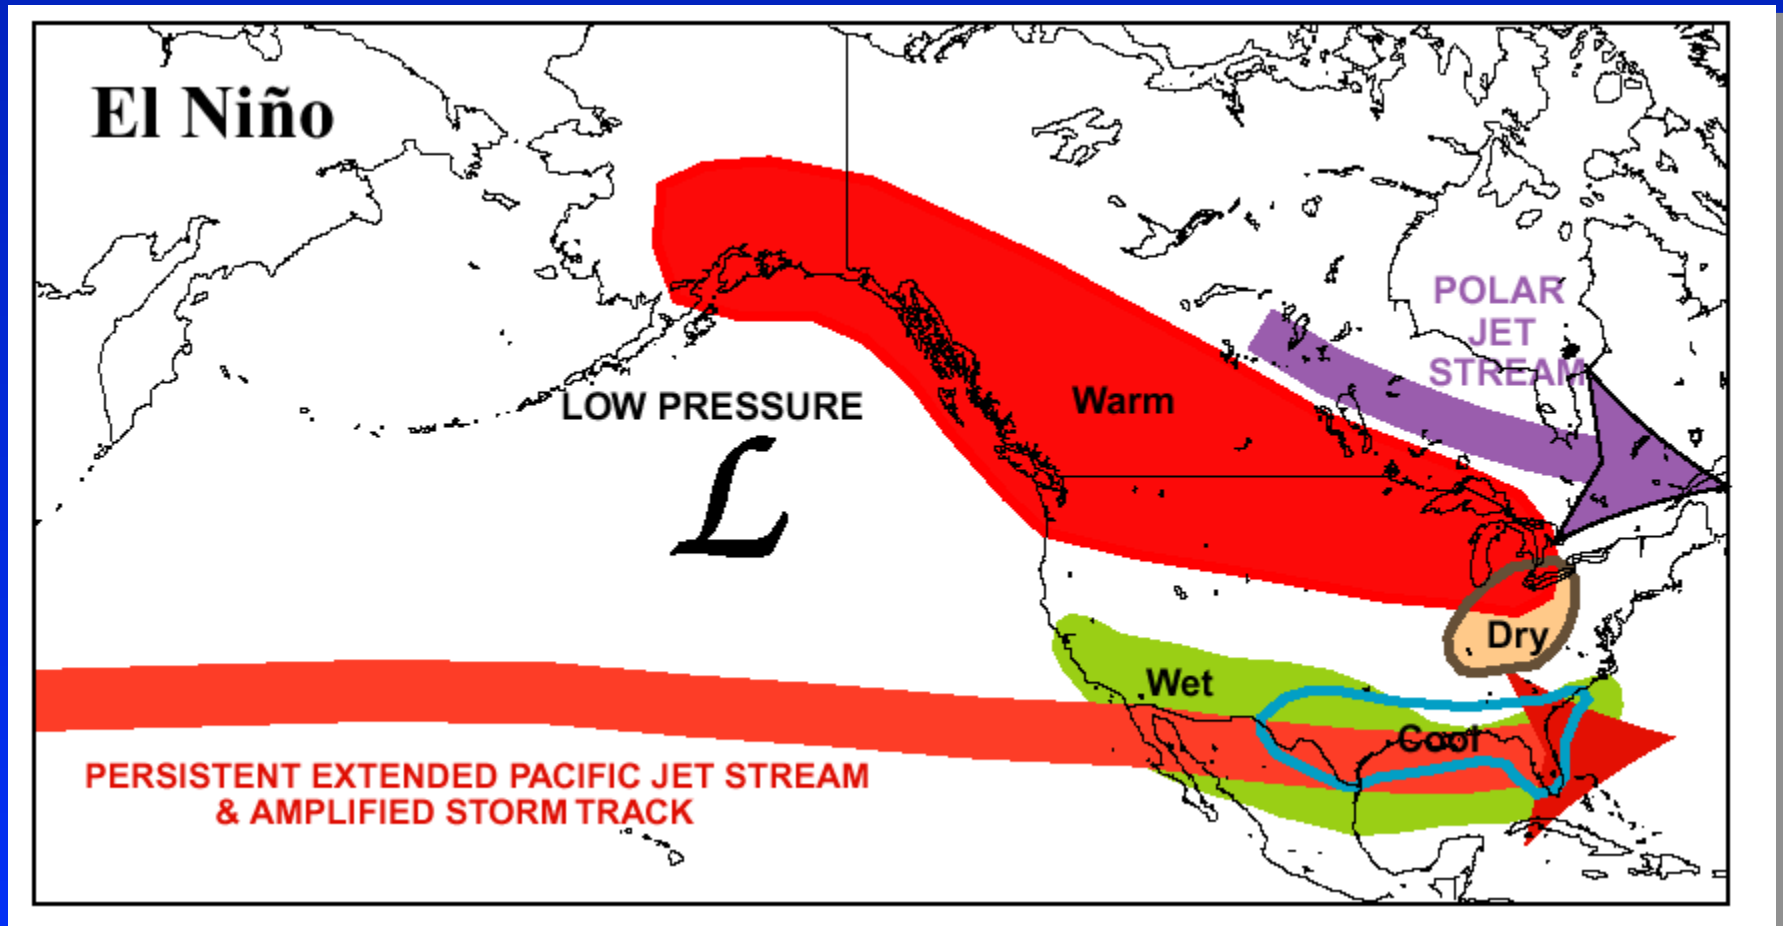 El Niño
POLAR
JET
STREAM
LOW PRESSURE
L
Warm
Dry
Wet
Cool
PERSISTENT EXTENDED PACIFIC JET STREAM
& AMPLIFIED STORM TRACK